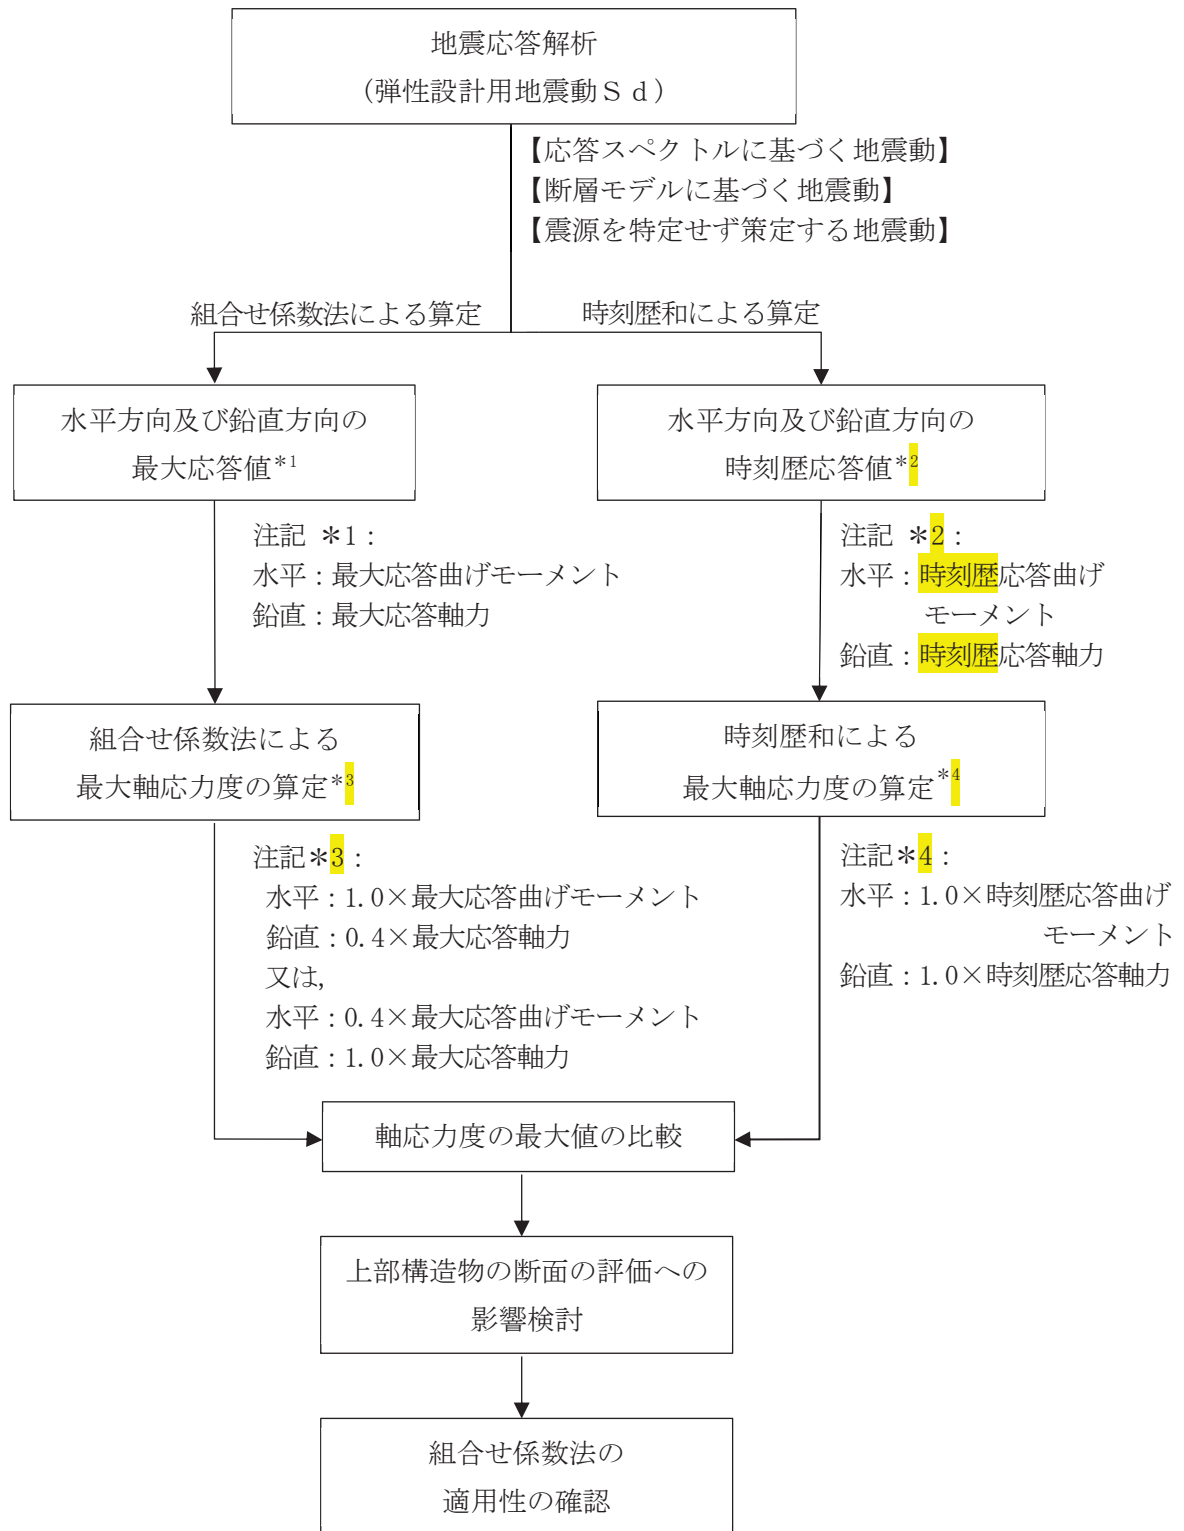 地震応答解析
（弾性設計用地震動Ｓｄ）
【応答スペクトルに基づく地震動】
【断層モデルに基づく地震動】
【震源を特定せず策定する地震動】
組合せ係数法による算定
時刻歴和による算定
水平方向及び鉛直方向の
最大応答値*1
注記 ＊1：
水平：最大応答曲げモーメント
鉛直：最大応答軸力
水平方向及び鉛直方向の
時刻歴応答値*2
注記 ＊2：
水平：時刻歴応答曲げ
モーメント
鉛直：時刻歴応答軸力
組合せ係数法による
最大軸応力度の算定*3
注記＊3：
水平：1.0×最大応答曲げモーメント
鉛直：0.4×最大応答軸力
又は，
水平：0.4×最大応答曲げモーメント
鉛直：1.0×最大応答軸力
時刻歴和による
最大軸応力度の算定*4
注記＊4：
水平：1.0×時刻歴応答曲げ
モーメント
鉛直：1.0×時刻歴応答軸力
軸応力度の最大値の比較
上部構造物の断面の評価への
影響検討
組合せ係数法の
適用性の確認